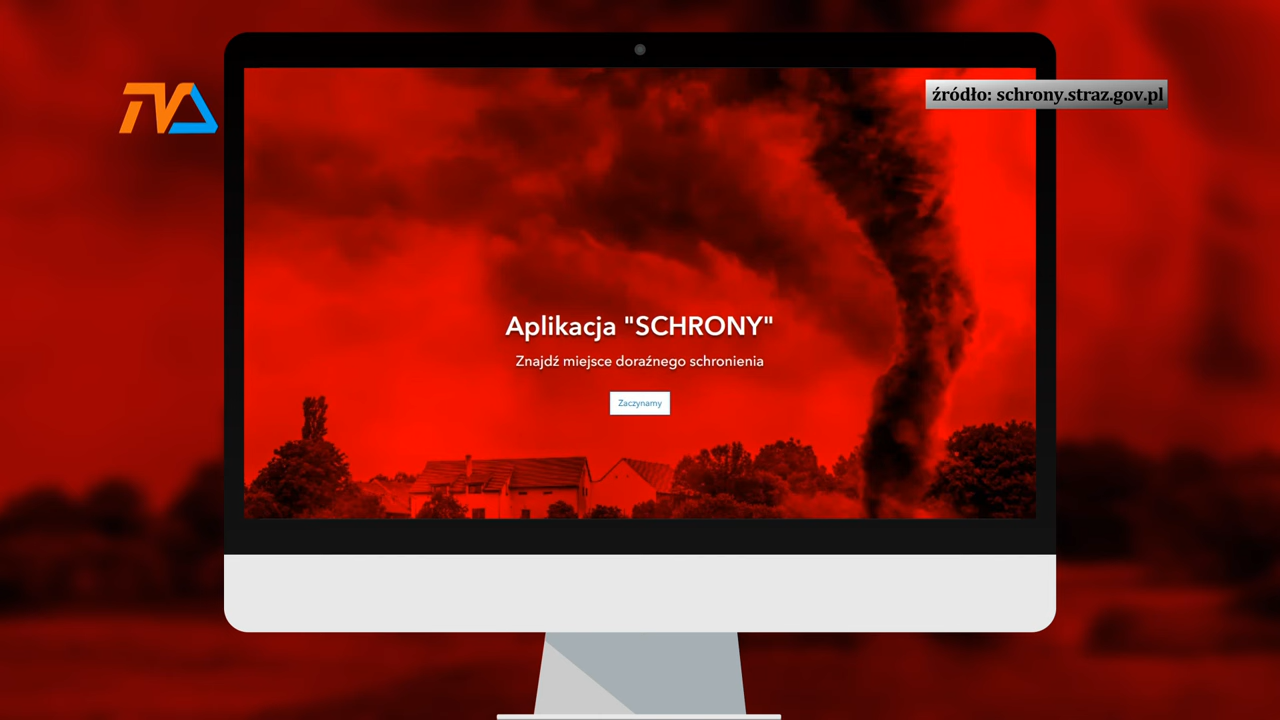 TVA
źródło: schrony.straz.gov.pl
Aplikacja "SCHRONY"
Znajdź miejsce doraźnego schronienia
Zaczynamy